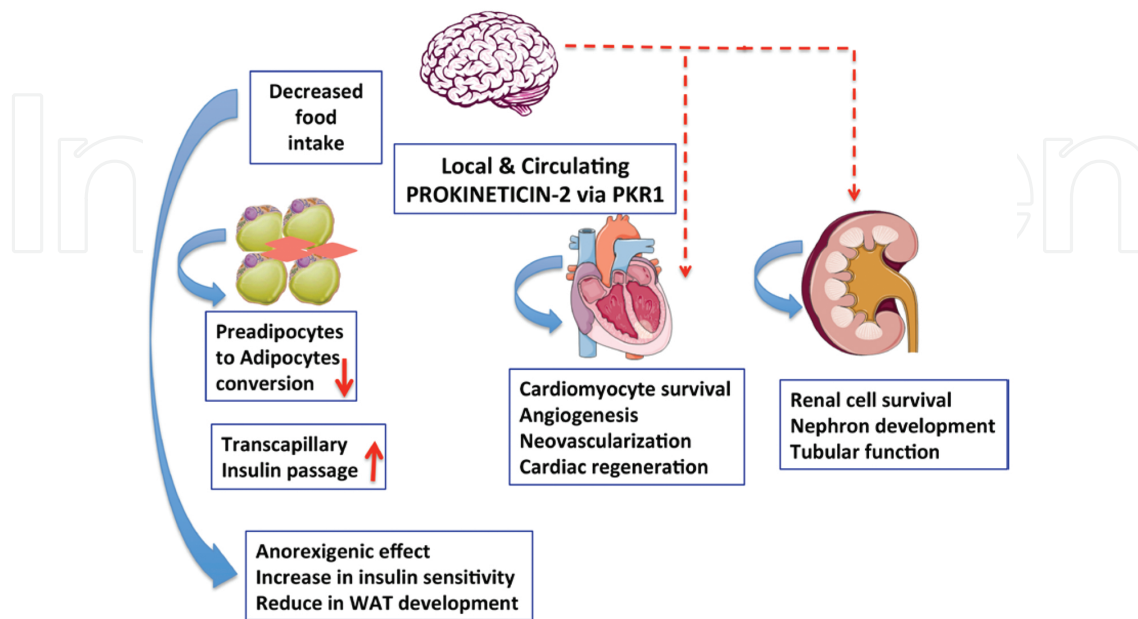 Decreased
food
intake
Local & Circulating
PROKINETICIN-2 via PKR1
Preadipocytes
to Adipocytes
conversion
Transcapillary
Insulin passage
Cardiomyocyte survival
Angiogenesis
Neovascularization
Cardiac regeneration
Renal cell survival
Nephron development
Tubular function
Anorexigenic effect
Increase in insulin sensitivity
Reduce in WAT development